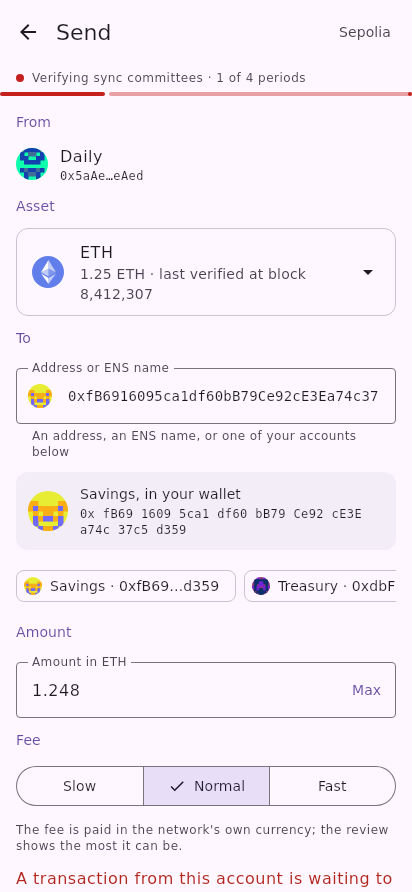 Send
Sepolia
Verifying sync committees · 1 of 4 periods
From
Daily
0x5aAe…eAed
Asset
ETH
1.25 ETH · last verified at block
8,412,307
To
Address or ENS name
0xfB6916095ca1df60bB79Ce92cE3Ea74c37
An address, an ENS name, or one of your accounts
below
Savings, in your wallet
0x fB69 1609 5ca1 df60 bB79 Ce92 cE3E
a74c 37c5 d359
Savings · 0xfB69…d359
Treasury · 0xdbF
Amount
Amount in ETH
1.248
Max
Fee
Slow
Normal
Fast
The fee is paid in the network's own currency; the review
shows the most it can be.
A transaction from this account is waiting to